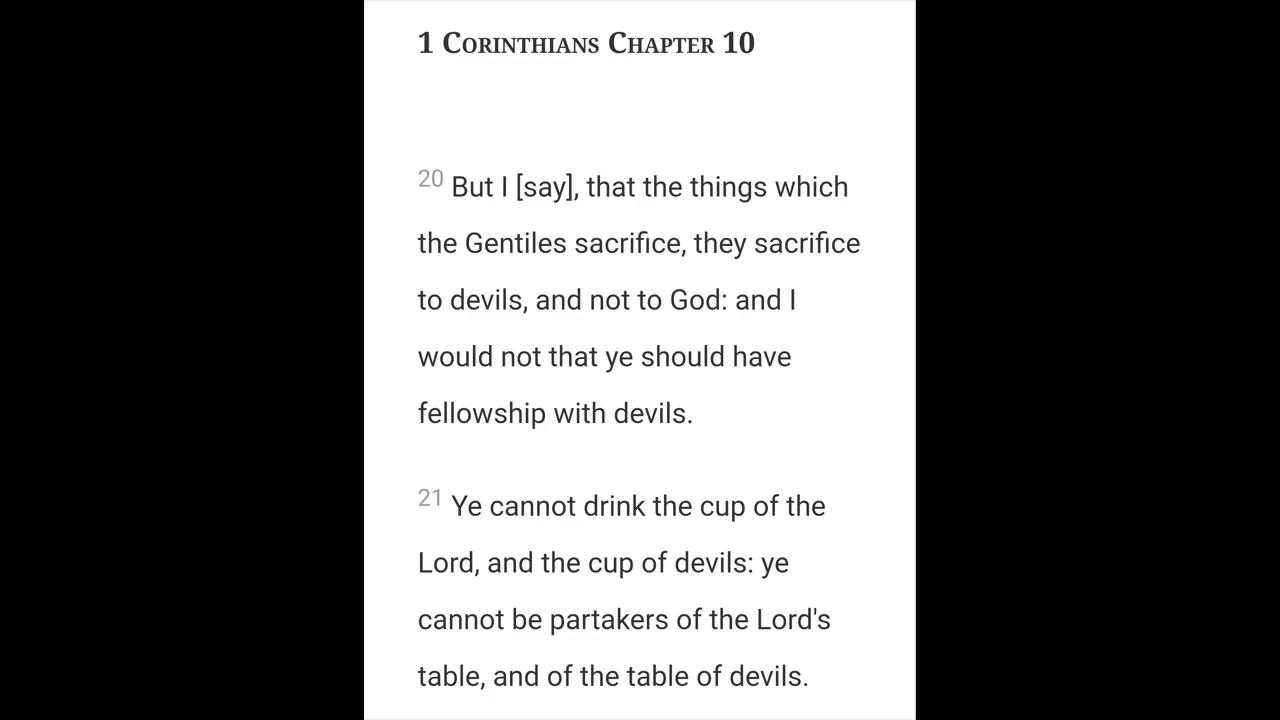 1 Corinthians Chapter 10
20 But I [say], that the things which
the Gentiles sacrifice, they sacrifice
to devils, and not to God: and I
would not that ye should have
fellowship with devils.
21 Ye cannot drink the cup of the
Lord, and the cup of devils: ye
cannot be partakers of the Lord's
table, and of the table of devils.